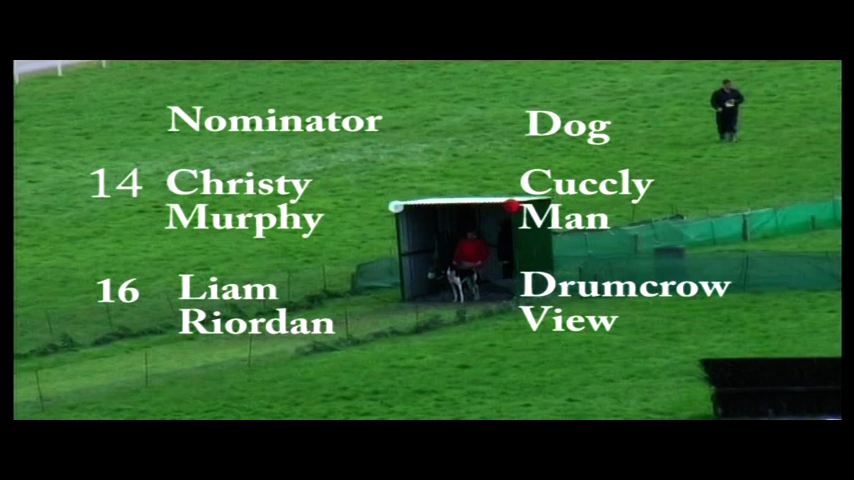 Nominator Dog
14 Christy Murphy Cuccly Man
16 Liam Riordan Drumcrow View